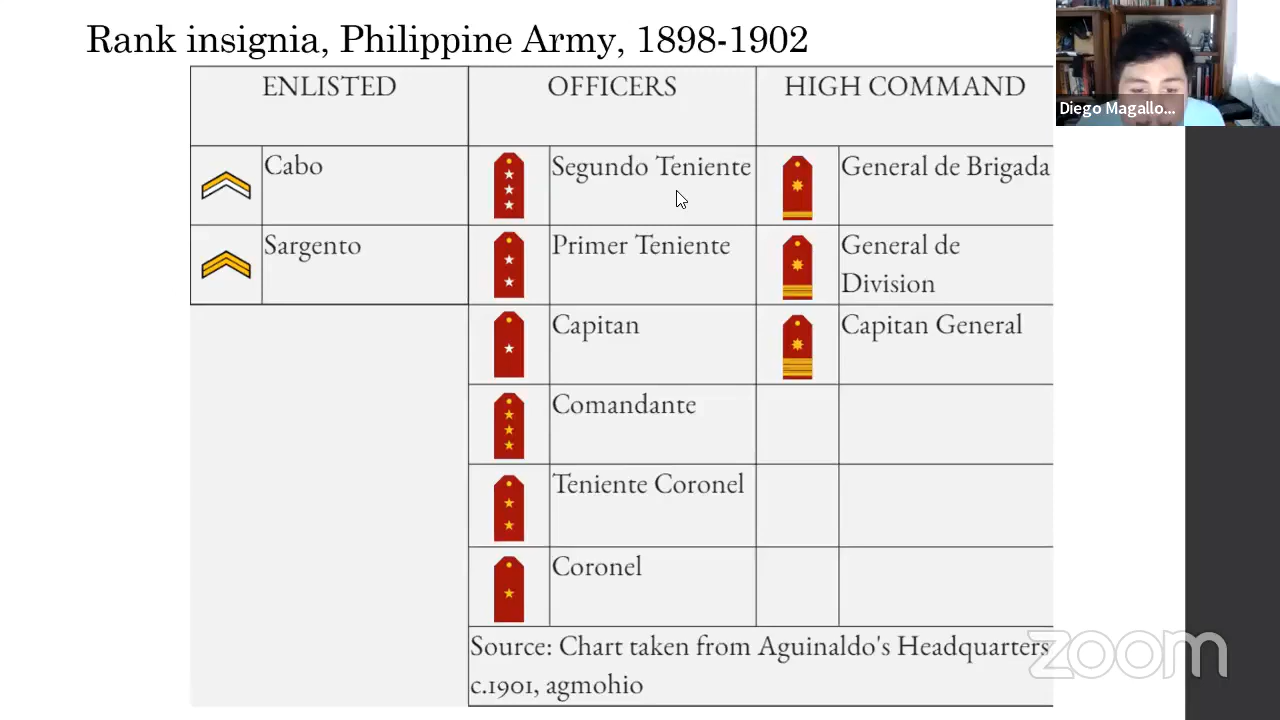 Rank insignia, Philippine Army, 1898-1902
Diego Magallo...
ENLISTED
OFFICERS
HIGH COMMAND
Cabo
Segundo Teniente
General de Brigada
Sargento
Primer Teniente
General de
Division
Capitan
Capitan General
Comandante
Teniente Coronel
Coronel
Source: Chart taken from Aguinaldo's Headquarters
c.1901, agmohio
zoom